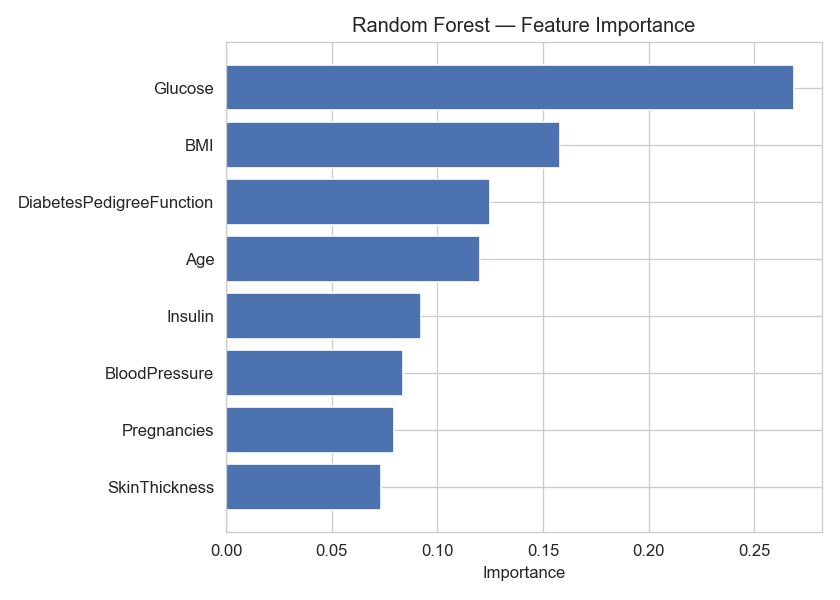 Random Forest — Feature Importance
Glucose
BMI
DiabetesPedigreeFunction
Age
Insulin
BloodPressure
Pregnancies
SkinThickness
0.00 0.05 0.10 0.15 0.20 0.25
Importance